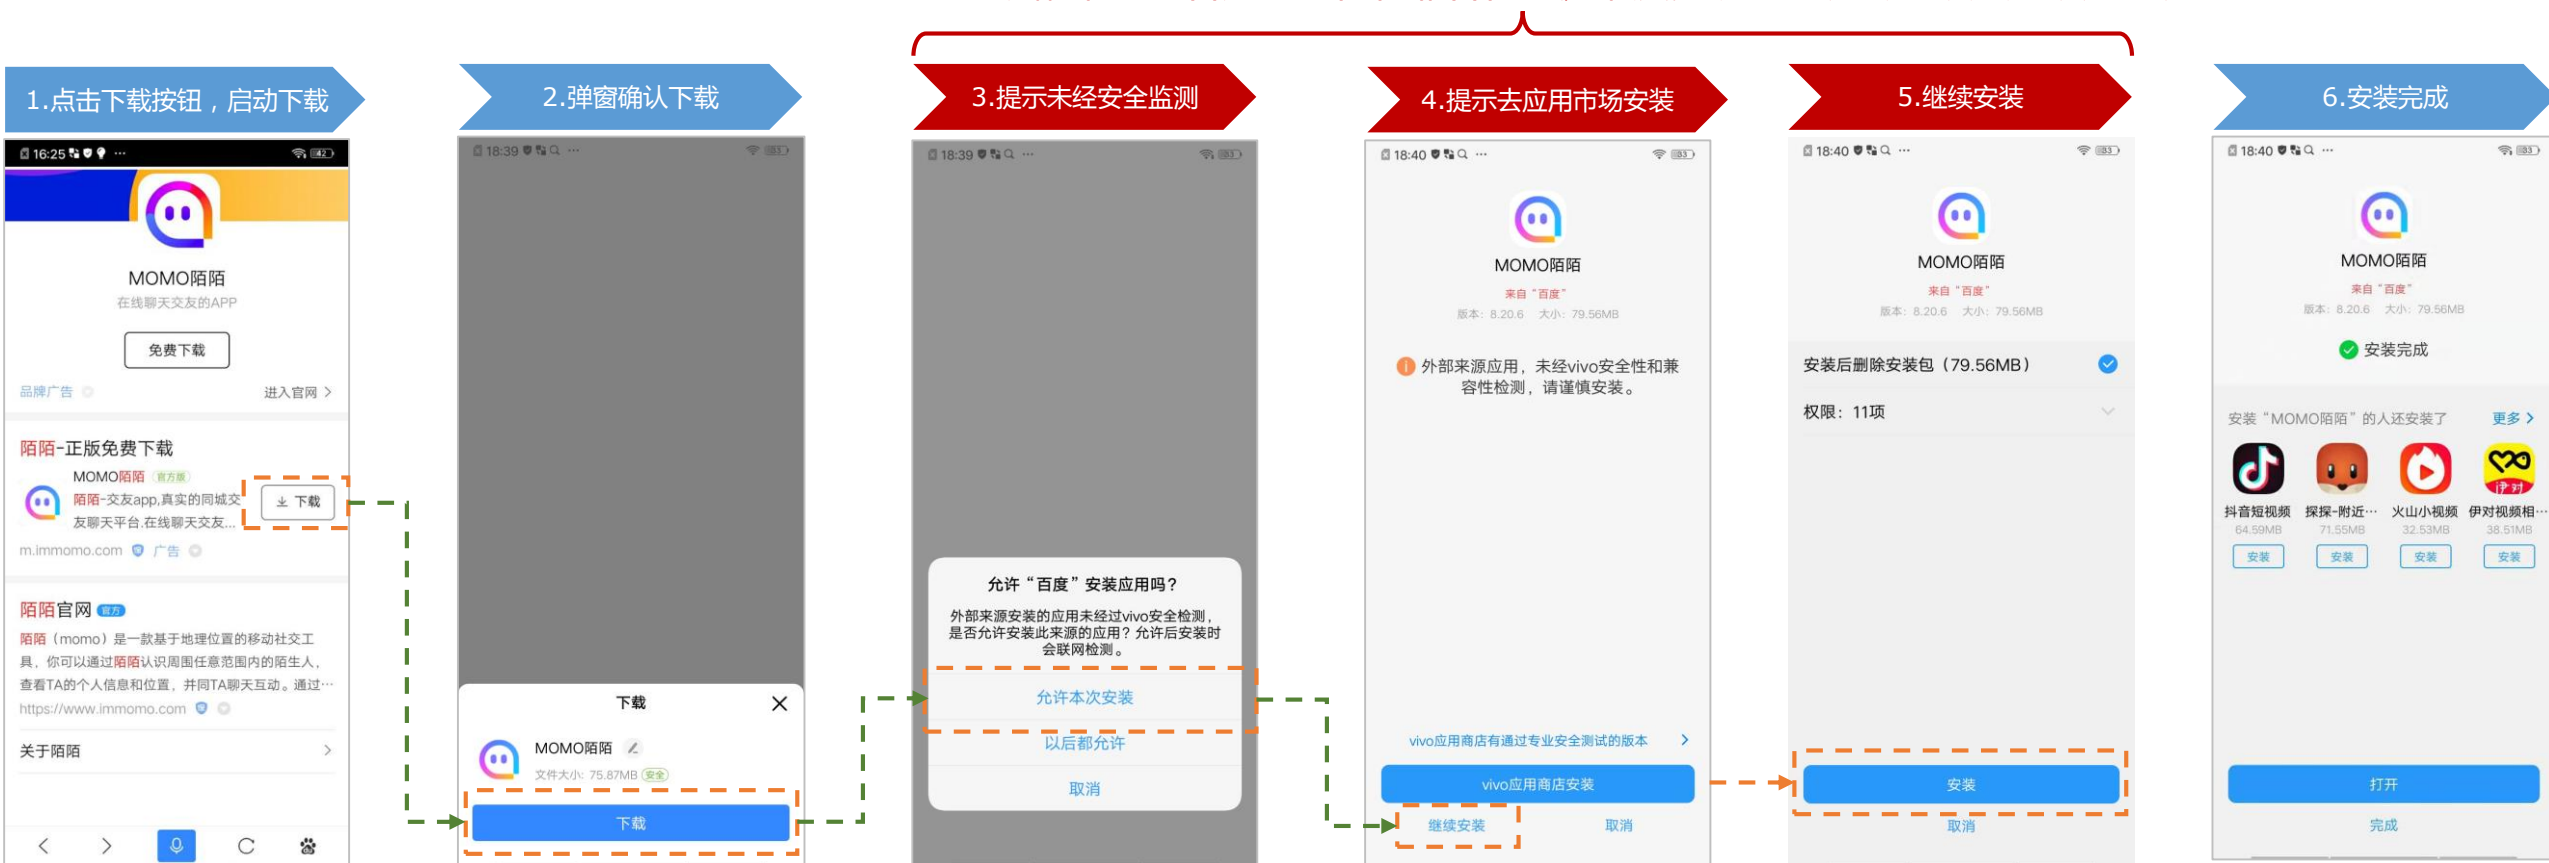 1.点击下载按钮，启动下载
2.弹窗确认下载
3.提示未经安全监测
4.提示去应用市场安装
5.继续安装
6.安装完成
16:25
42
MOMO陌陌
在线聊天交友的APP
免费下载
品牌广告
进入官网
陌陌-正版免费下载
MOMO陌陌 官方版
陌陌-交友app,真实的同城交
友聊天平台.在线聊天交友...
下载
m.immomo.com 广告
陌陌官网 官方
陌陌（momo）是一款基于地理位置的移动社交工
具，你可以通过陌陌认识周围任意范围内的陌生人，
查看TA的个人信息和位置，并同TA聊天互动。通过…
https://www.immomo.com
关于陌陌
18:39
83
下载
MOMO陌陌
文件大小: 75.87MB 安全
下载
18:39
83
允许“百度”安装应用吗？
外部来源安装的应用未经过vivo安全检测，
是否允许安装此来源的应用？允许后安装时
会联网检测。
允许本次安装
以后都允许
取消
18:40
83
MOMO陌陌
来自“百度”
版本: 8.20.6 大小: 79.56MB
外部来源应用，未经vivo安全性和兼
容性检测，请谨慎安装。
vivo应用商店有通过专业安全测试的版本
vivo应用商店安装
继续安装
取消
18:40
83
MOMO陌陌
来自“百度”
版本: 8.20.6 大小: 79.56MB
安装后删除安装包（79.56MB）
权限：11项
安装
取消
18:40
83
MOMO陌陌
来自“百度”
版本: 8.20.6 大小: 79.56MB
安装完成
安装“MOMO陌陌”的人还安装了
更多
伊对
抖音短视频 探探-附近… 火山小视频 伊对视频相…
64.59MB 71.55MB 32.53MB 38.51MB
安装 安装 安装 安装
打开
完成